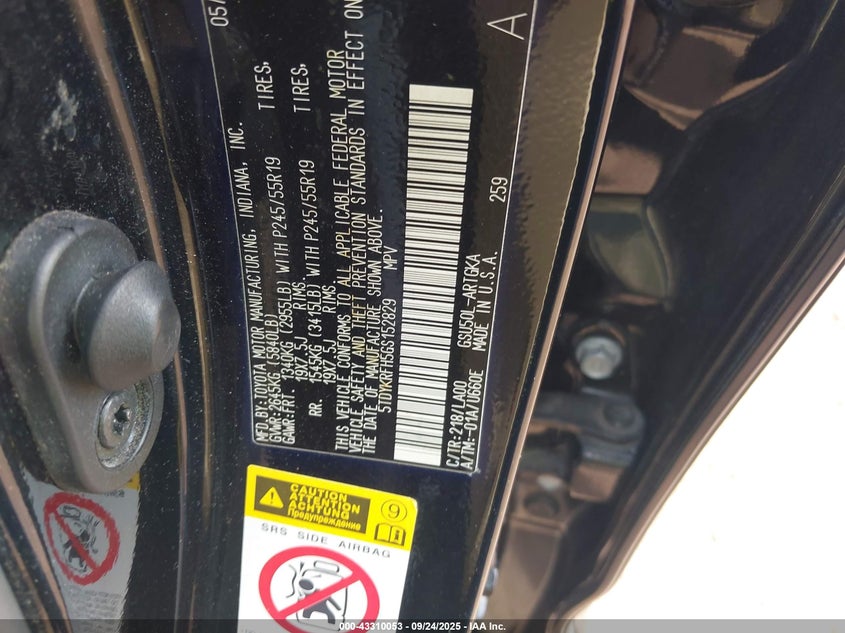 MFD.BY: TOYOTA MOTOR MANUFACTURING, INDIANA, INC. 05/
GVWR:2645KG (5840LB)
GAWR:FRT. 1340KG (2955LB) WITH P245/55R19 TIRES,
19X7.5J RIMS.
RR. 1545KG (3415LB) WITH P245/55R19 TIRES,
19X7.5J RIMS.
THIS VEHICLE CONFORMS TO ALL APPLICABLE FEDERAL MOTOR
VEHICLE SAFETY AND THEFT PREVENTION STANDARDS IN EFFECT ON
THE DATE OF MANUFACTURE SHOWN ABOVE.
5TDYKRFH5GS152829 MPV
C/TR:218/LA00 GSU50L-ARTGKA
A/TM:-01A/U660E MADE IN U.S.A. 259
A
CAUTION
ATTENTION
ACHTUNG
Предупреждение
9
SRS SIDE AIRBAG
000-43310053 - 09/24/2025 - IAA Inc.